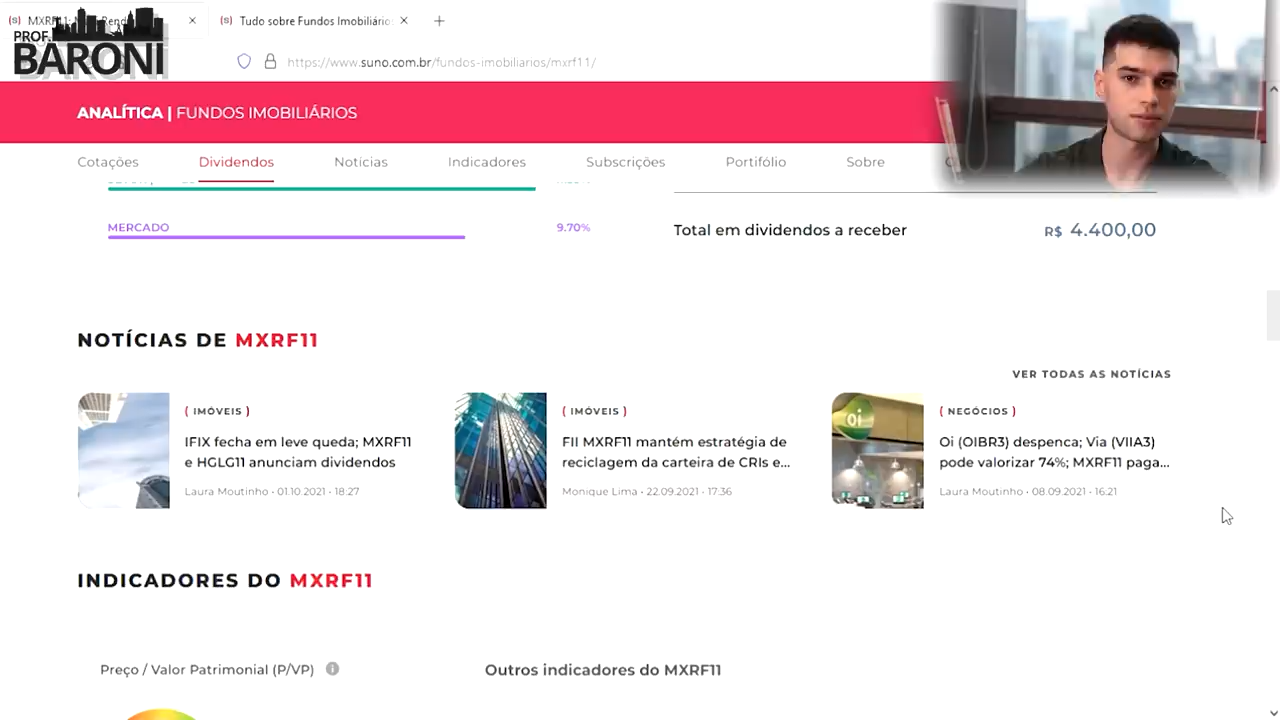 MXRF11: M Rend
Tudo sobre Fundos Imobiliário
PROF.
BARONI
https://www.suno.com.br/fundos-imobiliarios/mxrf11/
ANALÍTICA | FUNDOS IMOBILIÁRIOS
Cotações Dividendos Notícias Indicadores Subscrições Portifólio Sobre
MERCADO 9.70%
Total em dividendos a receber R$ 4.400,00
NOTÍCIAS DE MXRF11
VER TODAS AS NOTÍCIAS
( IMÓVEIS )
IFIX fecha em leve queda; MXRF11
e HGLG11 anunciam dividendos
Laura Moutinho • 01.10.2021 • 18:27
( IMÓVEIS )
FII MXRF11 mantém estratégia de
reciclagem da carteira de CRIs e...
Monique Lima • 22.09.2021 • 17:36
oi
( NEGÓCIOS )
Oi (OIBR3) despenca; Via (VIIA3)
pode valorizar 74%; MXRF11 paga...
Laura Moutinho • 08.09.2021 • 16:21
INDICADORES DO MXRF11
Preço / Valor Patrimonial (P/VP)
Outros indicadores do MXRF11